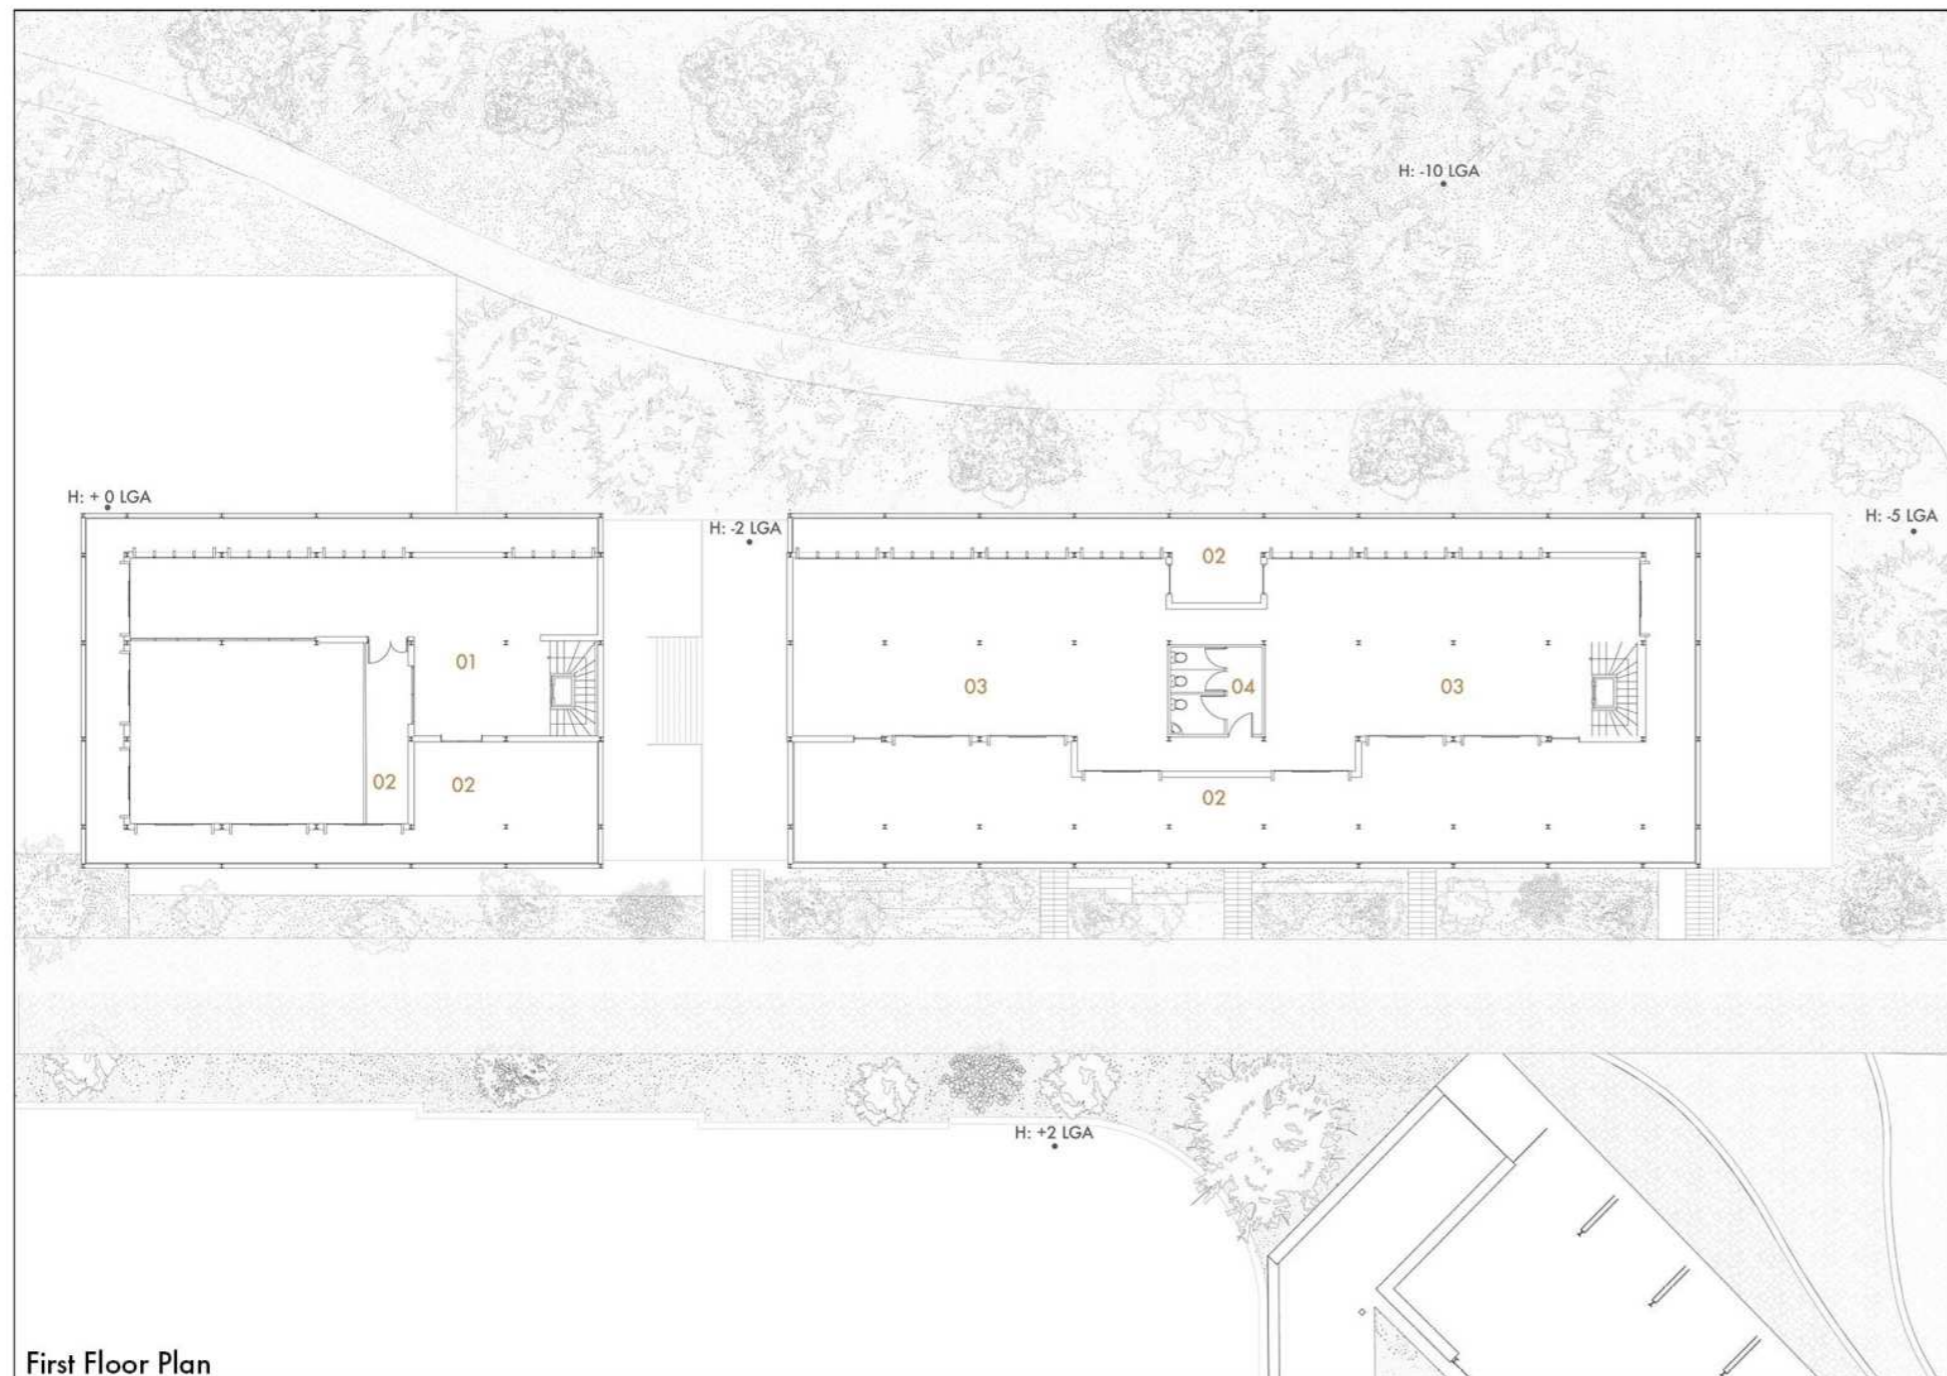 H: -10 LGA
H: + 0 LGA
H: -2 LGA
H: -5 LGA
02
01
03
04
03
02
02
02
H: +2 LGA
First Floor Plan